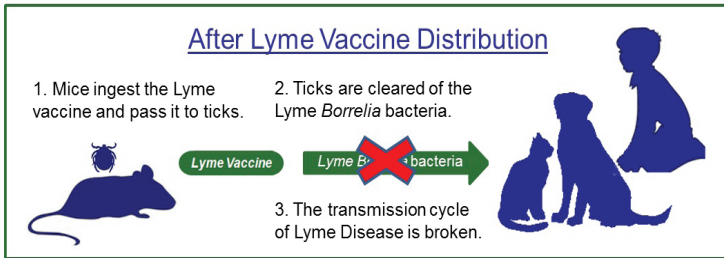 After Lyme Vaccine Distribution
1. Mice ingest the Lyme
vaccine and pass it to ticks.
2. Ticks are cleared of the
Lyme Borrelia bacteria.
Lyme Vaccine
Lyme Borrelia bacteria
3. The transmission cycle
of Lyme Disease is broken.